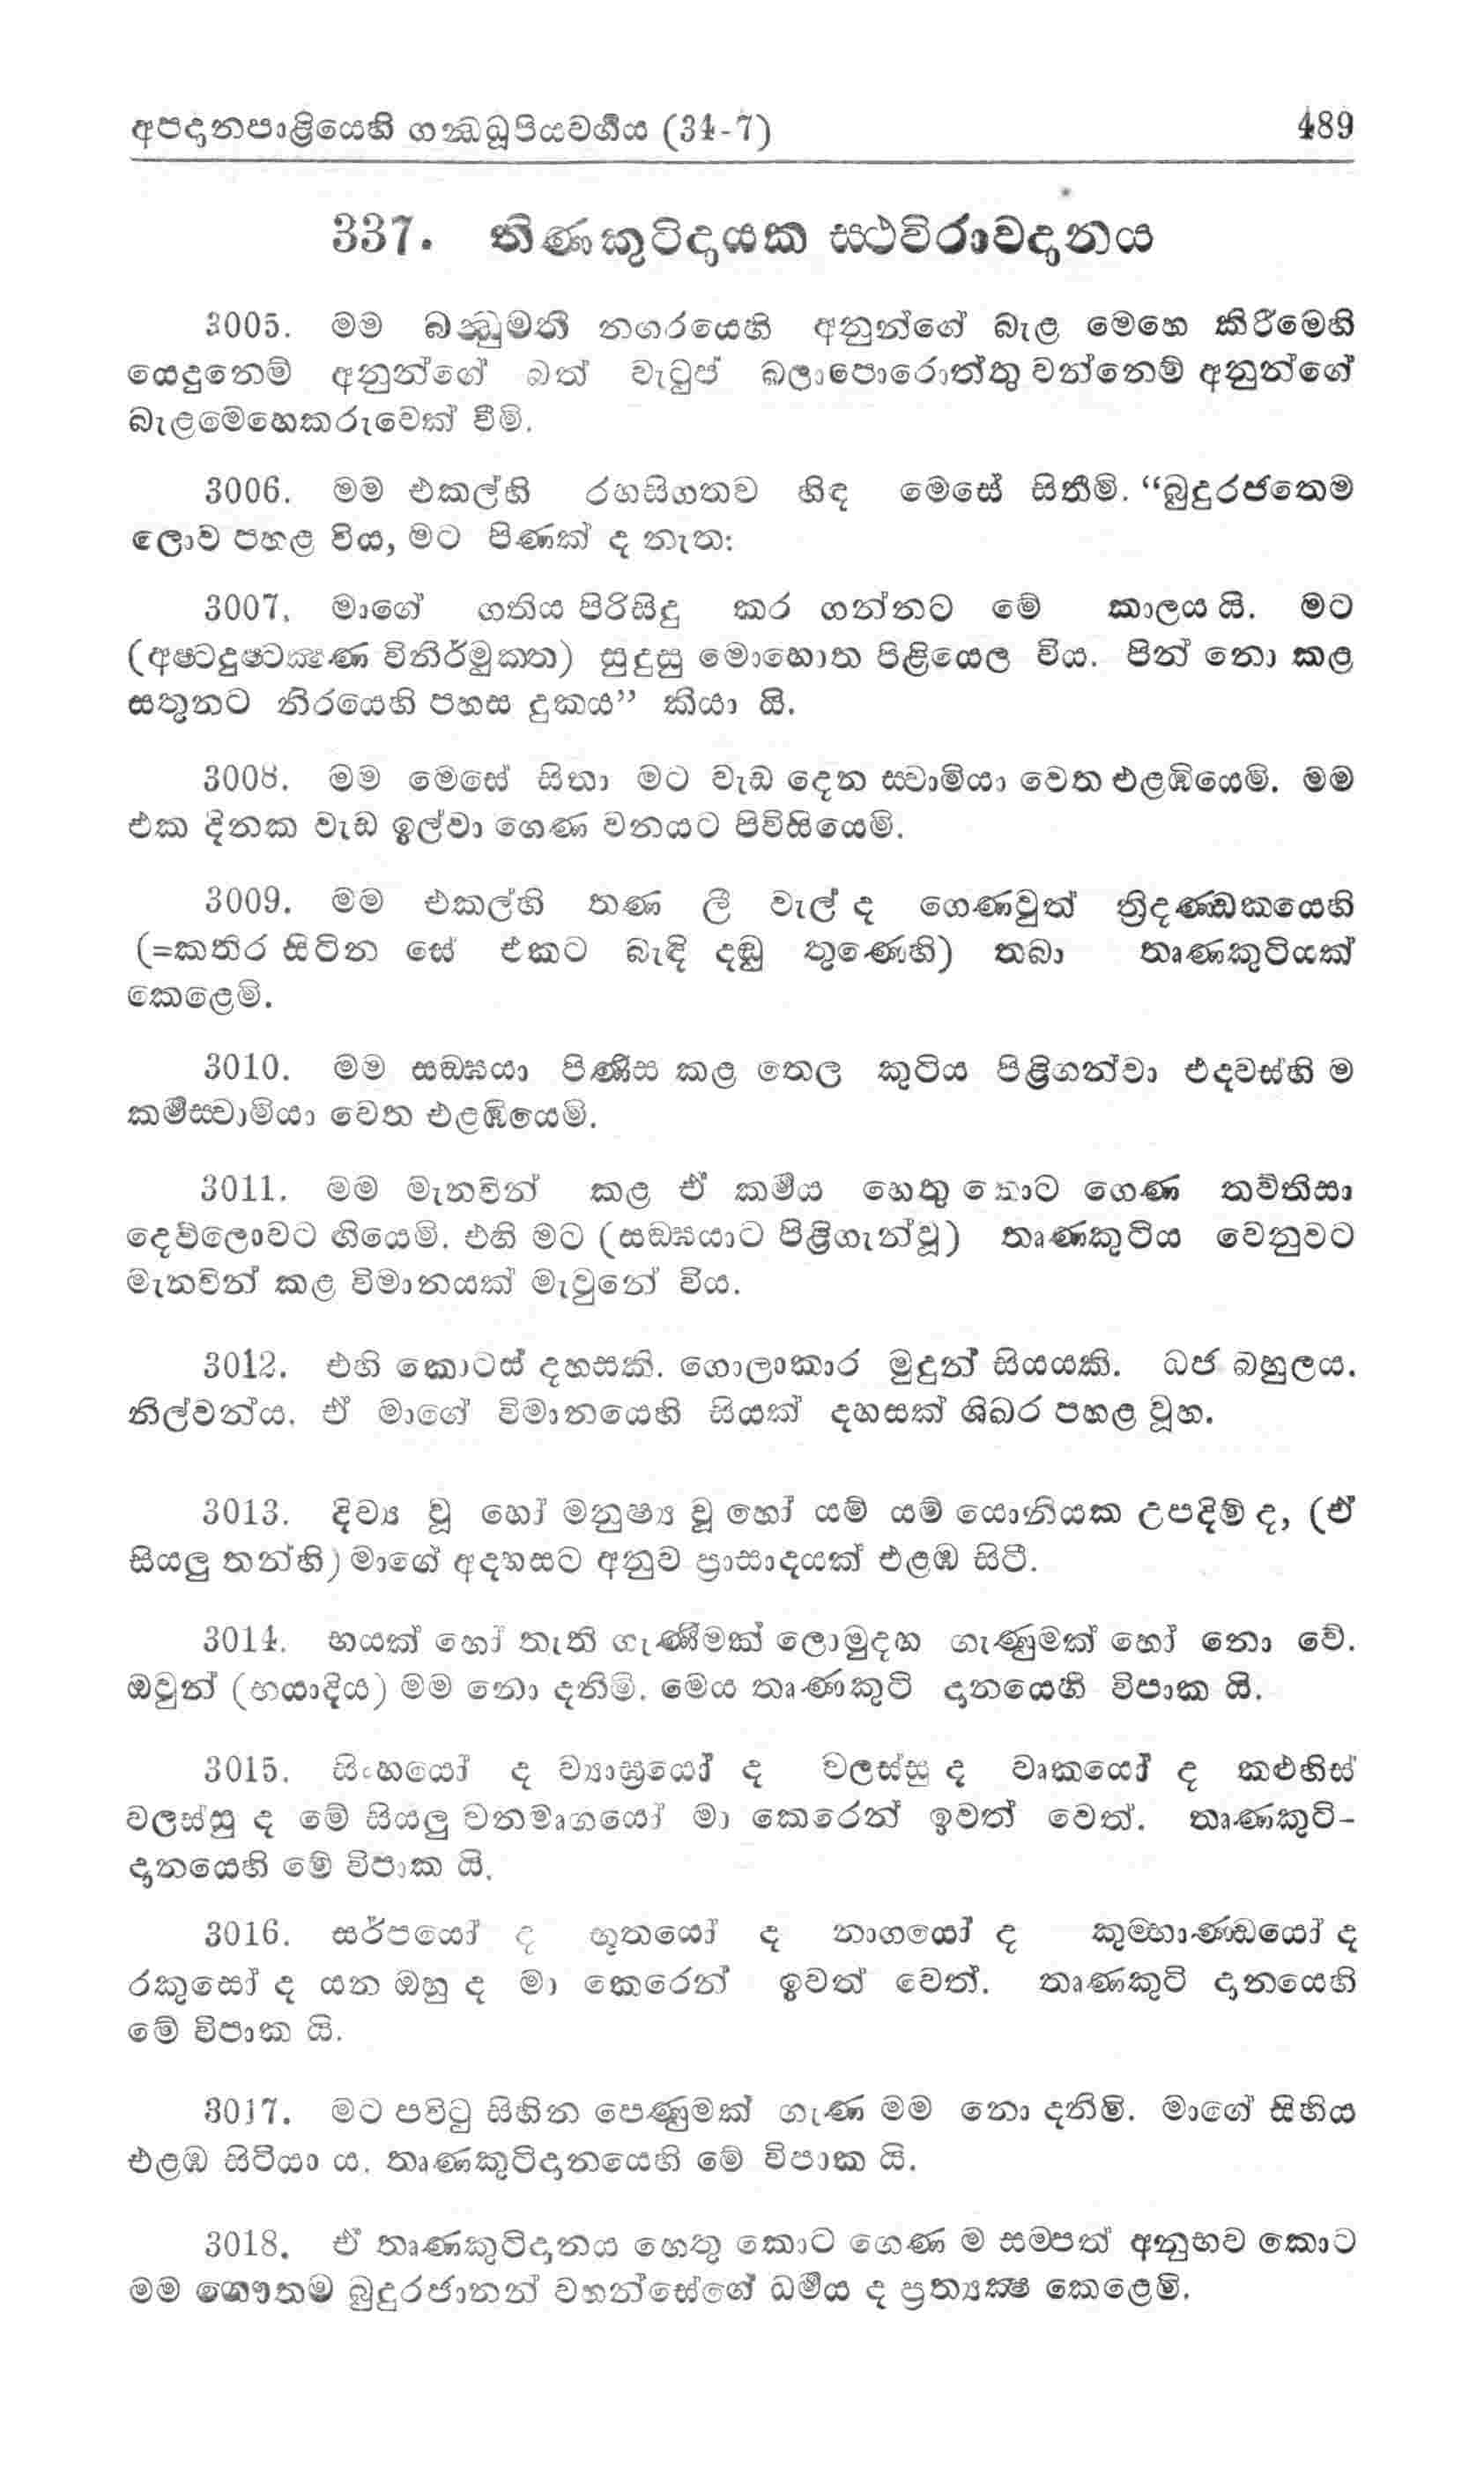 අපදානපාළියෙහි ගන්‍ධධූපියවර්‍ගය (34-7) 489
337. තිණකුටිදායක ස්‍ථවිරාවදානය
3005. මම බන්‍ධුමතී නගරයෙහි අනුන්ගේ බැළ මෙහෙ කිරීමෙහි
යෙදුනෙම් අනුන්ගේ බත් වැටුප් බලාපොරොත්තු වන්නෙම් අනුන්ගේ
බැළමෙහෙකරුවෙක් වීමි.
3006. මම එකල්හි රහසිගතව හිඳ මෙසේ සිතීමි. “බුදුරජතෙම
ලොව පහළ විය, මට පිණක් ද නැත:
3007. මාගේ ගතිය පිරිසිදු කර ගන්නට මේ කාලය යි. මට
(අෂ්ටදුෂ්ටක්‍ෂණ විනිර්මුක්ත) සුදුසු මොහොත පිළියෙල විය. පින් නො කළ
සතුනට නිරයෙහි පහස දුකය” කියා යි.
3008. මම මෙසේ සිතා මට වැඩ දෙන ස්‍වාමියා වෙත එළඹියෙමි. මම
එක දිනක වැඩ ඉල්වා ගෙණ වනයට පිවිසියෙමි.
3009. මම එකල්හි තණ ලී වැල් ද ගෙණවුත් ත්‍රිදණ්ඩකයෙහි
(=කතිර සිටින සේ එකට බැඳි දඬු තුණෙහි) තබා තෘණකුටියක්
කෙළෙමි.
3010. මම සඞ්ඝයා පිණිස කළ තෙල කුටිය පිළිගන්වා එදවස්හි ම
කර්‍මස්‍වාමියා වෙත එළඹියෙමි.
3011. මම මැනවින් කළ ඒ කර්‍මය හෙතු කොට ගෙණ තව්තිසා
දෙව්ලොවට ගියෙමි. එහි මට (සඞ්ඝයාට පිළිගැන්වූ) තෘණකුටිය වෙනුවට
මැනවින් කළ විමානයක් මැවුනේ විය.
3012. එහි කොටස් දහසකි. ගොලාකාර මුදුන් සියයකි. ධජ බහුලය.
නිල්වන්ය. ඒ මාගේ විමානයෙහි සියක් දහසක් ශිඛර පහළ වූහ.
3013. දිව්‍ය වූ හෝ මනුෂ්‍ය වූ හෝ යම් යම් යොනියක උපදිම් ද, (ඒ
සියලු තන්හි) මාගේ අදහසට අනුව ප්‍රාසාදයක් එළඹ සිටී.
3014. භයක් හෝ තැති ගැණීමක් ලොමුදහ ගැණුමක් හෝ නො වේ.
ඔවුන් (භයාදිය) මම නො දනිමි. මෙය තෘණකුටි දානයෙහි විපාක යි.
3015. සිංහයෝ ද ව්‍යාඝ්‍රයෝ ද වලස්සු ද වෘකයෝ ද කළුහිස්
වලස්සු ද මේ සියලු වනමෘගයෝ මා කෙරෙන් ඉවත් වෙත්. තෘණකුටි-
දානයෙහි මේ විපාක යි.
3016. සර්පයෝ ද භූතයෝ ද නාගයෝ ද කුම්භාණ්ඩයෝ ද
රකුසෝ ද යන ඔහු ද මා කෙරෙන් ඉවත් වෙත්. තෘණකුටි දානයෙහි
මේ විපාක යි.
3017. මට පවිටු සිහින පෙණුමක් ගැණ මම නො දනිමි. මාගේ සිහිය
එළඹ සිටියා ය. තෘණකුටිදානයෙහි මේ විපාක යි.
3018. ඒ තෘණකුටිදානය හෙතු කොට ගෙණ ම සම්පත් අනුභව කොට
මම ගෞතම බුදුරජානන් වහන්සේගේ ධර්‍මය ද ප්‍රත්‍යක්‍ෂ කෙළෙමි.